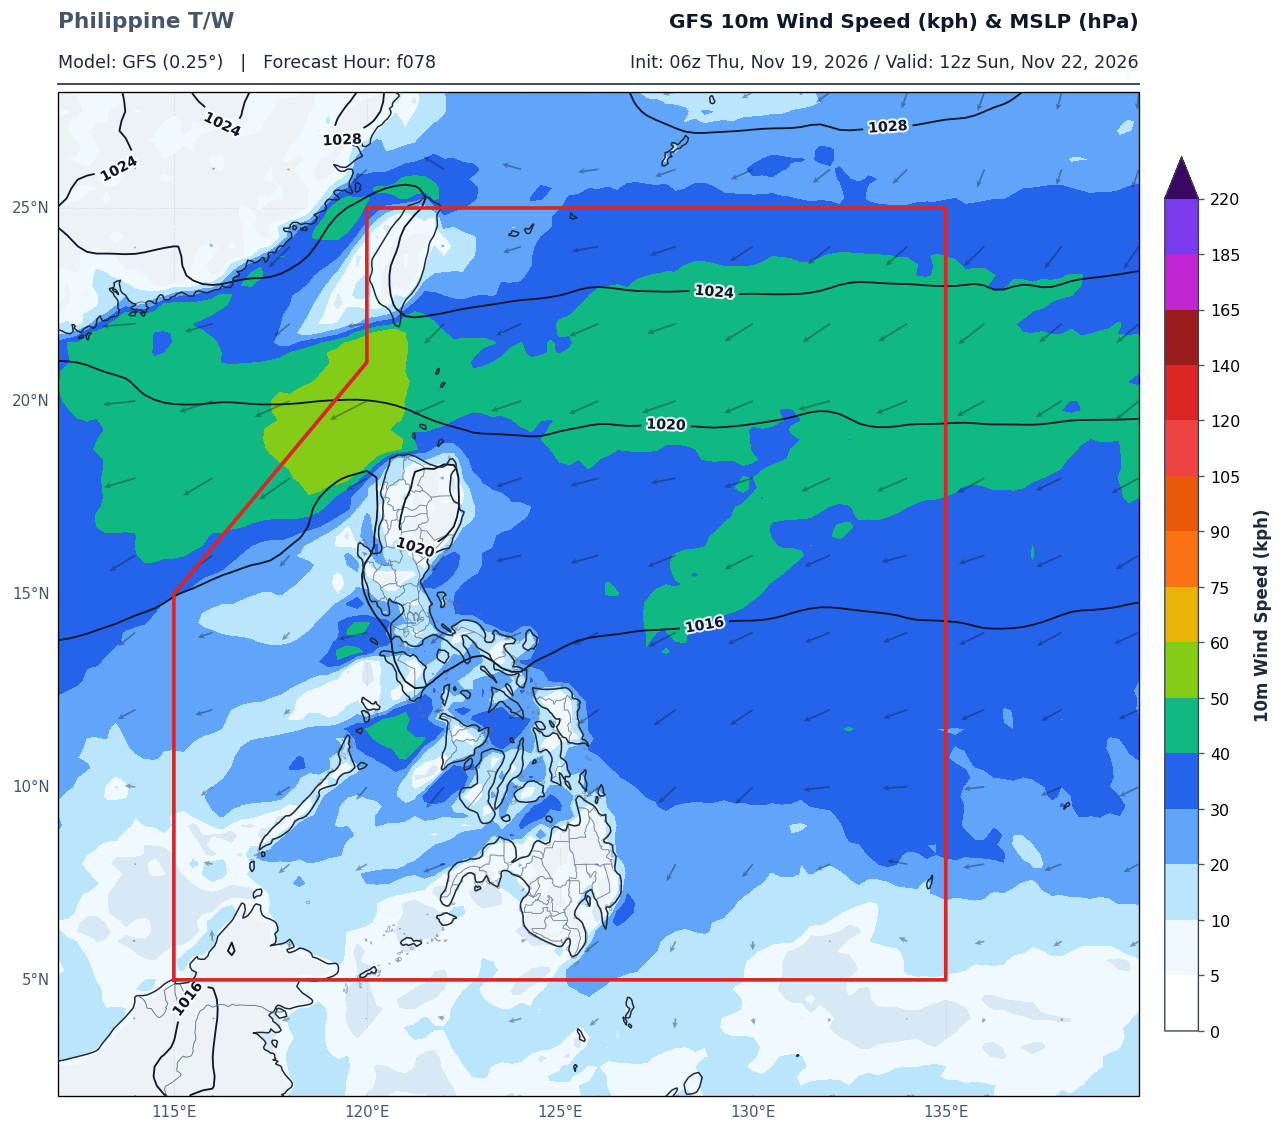 Philippine T/W
GFS 10m Wind Speed (kph) & MSLP (hPa)
Model: GFS (0.25°) | Forecast Hour: f078
Init: 06z Thu, Nov 19, 2026 / Valid: 12z Sun, Nov 22, 2026
1024
1024
1028
1028
1024
1020
1020
1016
1016
25°N
20°N
15°N
10°N
5°N
115°E
120°E
125°E
130°E
135°E
220
185
165
140
120
105
90
75
60
50
40
30
20
10
5
0
10m Wind Speed (kph)